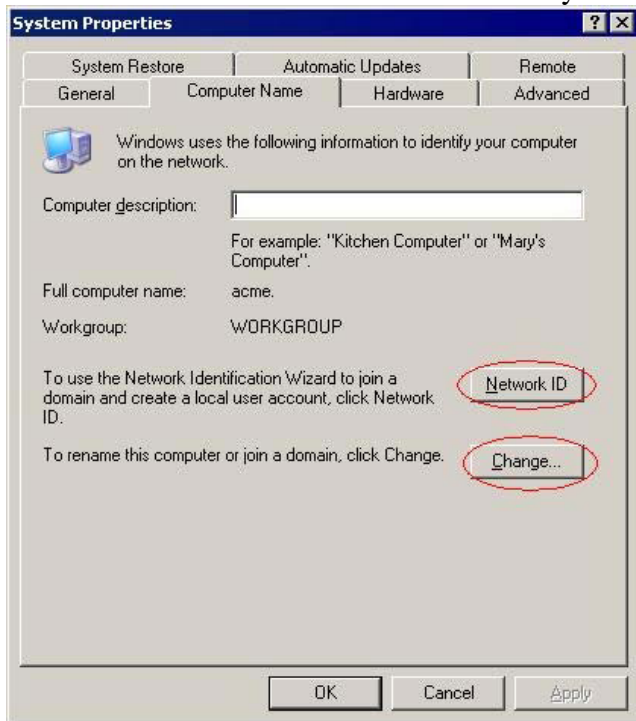 System Properties
System Restore Automatic Updates Remote
General Computer Name Hardware Advanced
Windows uses the following information to identify your computer
on the network.
Computer description:
For example: "Kitchen Computer" or "Mary's
Computer".
Full computer name: acme.
Workgroup: WORKGROUP
To use the Network Identification Wizard to join a
domain and create a local user account, click Network
ID.
Network ID
To rename this computer or join a domain, click Change.
Change...
OK Cancel Apply